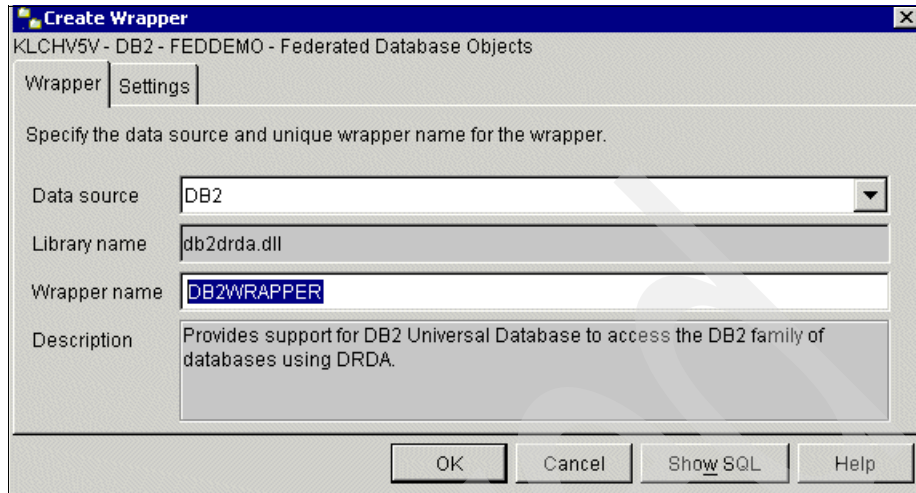 Create Wrapper
KLCHV5V - DB2 - FEDDEMO - Federated Database Objects
Wrapper Settings
Specify the data source and unique wrapper name for the wrapper.
Data source DB2
Library name db2drda.dll
Wrapper name DB2WRAPPER
Description Provides support for DB2 Universal Database to access the DB2 family of
databases using DRDA.
OK Cancel Show SQL Help